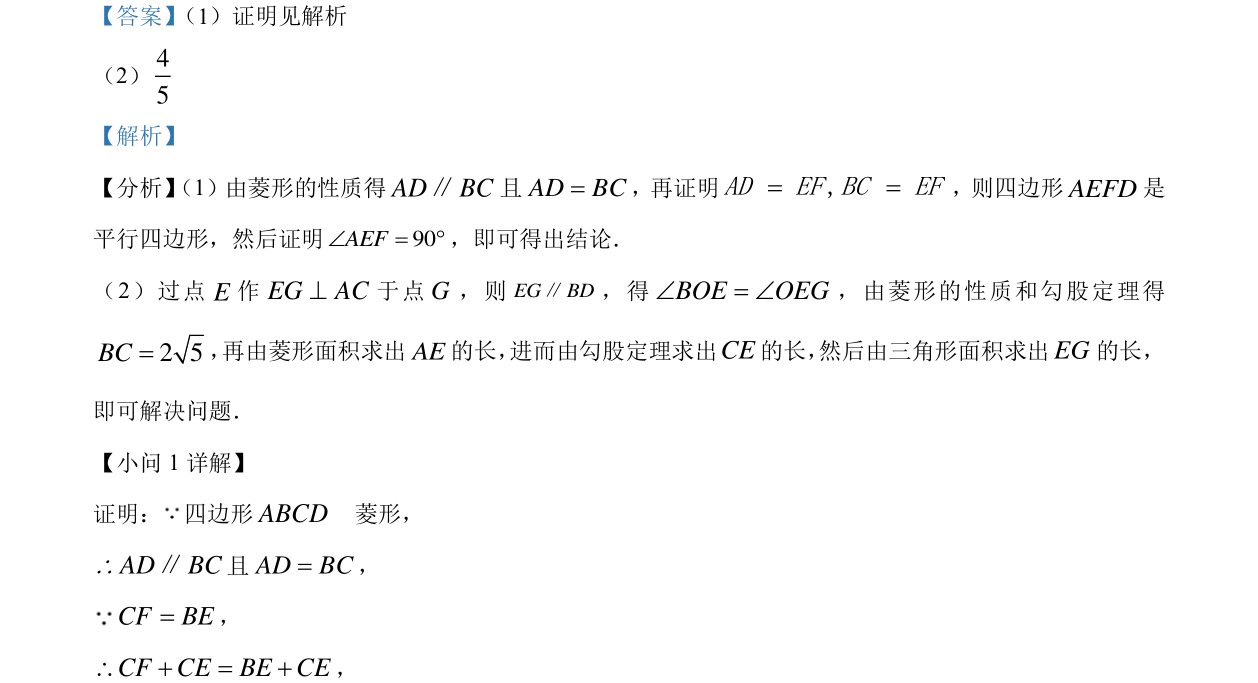 【答案】（1）证明见解析
（2）4/5
【解析】
【分析】（1）由菱形的性质得 AD∥BC 且 AD=BC，再证明 AD = EF, BC = EF，则四边形 AEFD 是
平行四边形，然后证明∠AEF=90°，即可得出结论．
（2）过点 E 作 EG⊥AC 于点 G，则 EG∥BD，得∠BOE=∠OEG，由菱形的性质和勾股定理得
BC=2√5，再由菱形面积求出 AE 的长，进而由勾股定理求出 CE 的长，然后由三角形面积求出 EG 的长，
即可解决问题．
【小问 1 详解】
证明：∵四边形 ABCD 菱形，
∴AD∥BC 且 AD=BC，
∵CF=BE，
∴CF+CE=BE+CE，